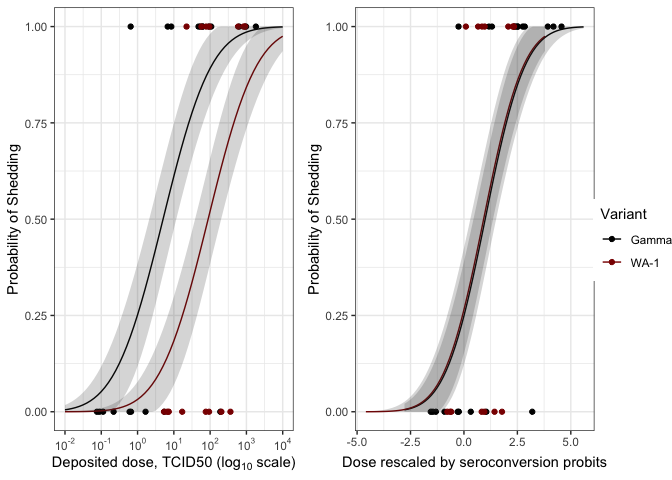 1.00
0.75
0.50
0.25
0.00
Probability of Shedding
10-2 10-1 100 101 102 103 104
Deposited dose, TCID50 (log10 scale)
1.00
0.75
0.50
0.25
0.00
Probability of Shedding
-5.0 -2.5 0.0 2.5 5.0
Dose rescaled by seroconversion probits
Variant
Gamma
WA-1